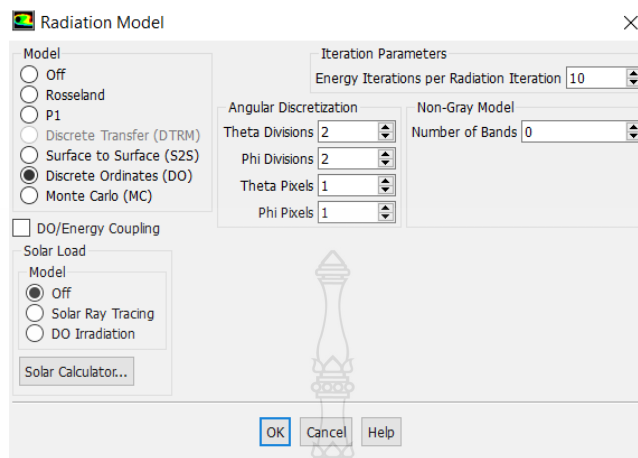 Radiation Model
Model
Off
Rosseland
P1
Discrete Transfer (DTRM)
Surface to Surface (S2S)
Discrete Ordinates (DO)
Monte Carlo (MC)
Iteration Parameters
Energy Iterations per Radiation Iteration 10
Angular Discretization
Theta Divisions 2
Phi Divisions 2
Theta Pixels 1
Phi Pixels 1
Non-Gray Model
Number of Bands 0
DO/Energy Coupling
Solar Load
Model
Off
Solar Ray Tracing
DO Irradiation
Solar Calculator...
OK Cancel Help